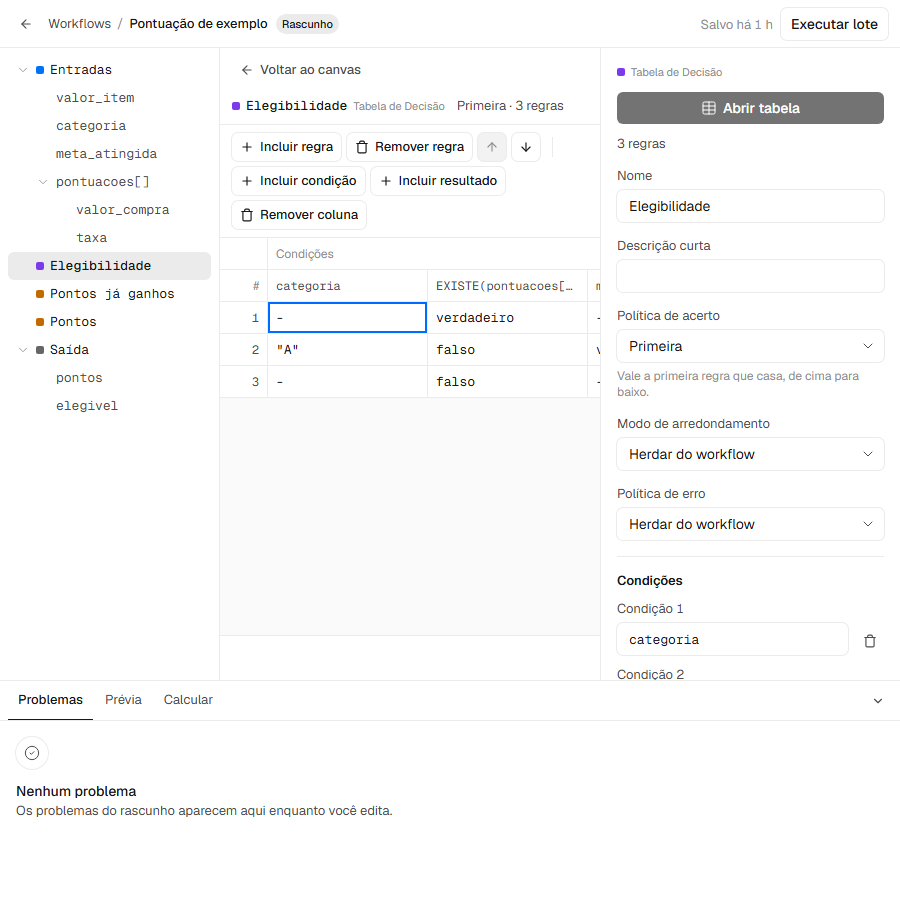 Workflows / Pontuação de exemplo Rascunho Salvo há 1 h Executar lote
Entradas
valor_item
categoria
meta_atingida
pontuacoes[]
valor_compra
taxa
Elegibilidade
Pontos já ganhos
Pontos
Saída
pontos
elegivel
Voltar ao canvas
Elegibilidade Tabela de Decisão Primeira · 3 regras
Incluir regra Remover regra
Incluir condição Incluir resultado
Remover coluna
Condições
# categoria EXISTE(pontuacoes[… m
1 - verdadeiro -
2 "A" falso v
3 - falso -
Tabela de Decisão
Abrir tabela
3 regras
Nome
Elegibilidade
Descrição curta
Política de acerto
Primeira
Vale a primeira regra que casa, de cima para
baixo.
Modo de arredondamento
Herdar do workflow
Política de erro
Herdar do workflow
Condições
Condição 1
categoria
Condição 2
Problemas Prévia Calcular
Nenhum problema
Os problemas do rascunho aparecem aqui enquanto você edita.